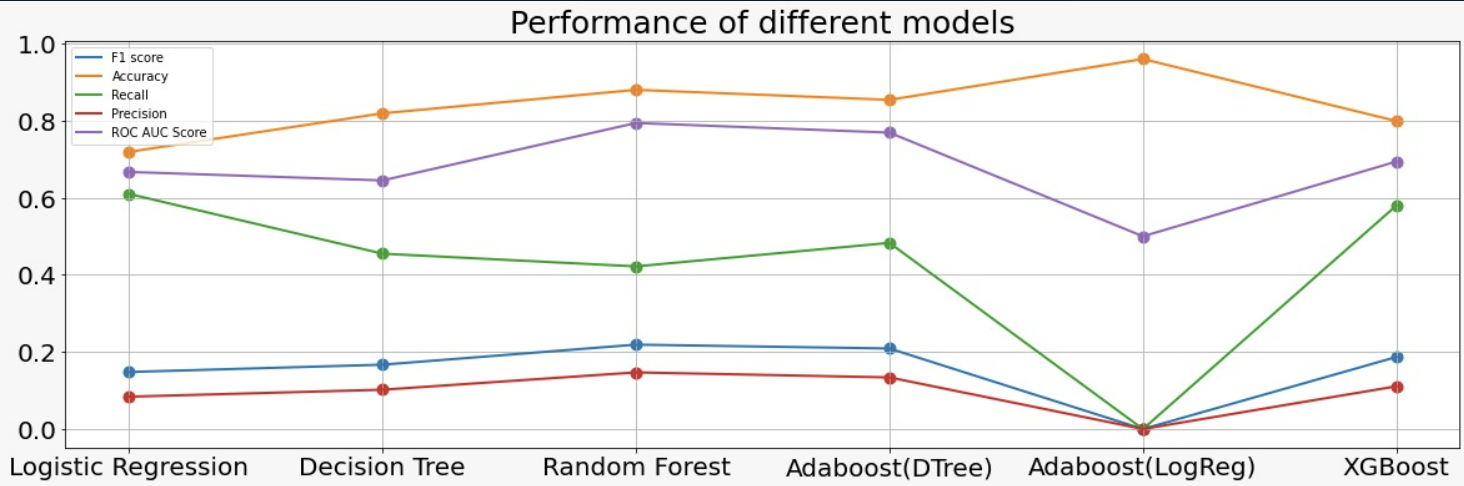 Performance of different models
1.0
0.8
0.6
0.4
0.2
0.0
F1 score
Accuracy
Recall
Precision
ROC AUC Score
Logistic Regression
Decision Tree
Random Forest
Adaboost(DTree)
Adaboost(LogReg)
XGBoost